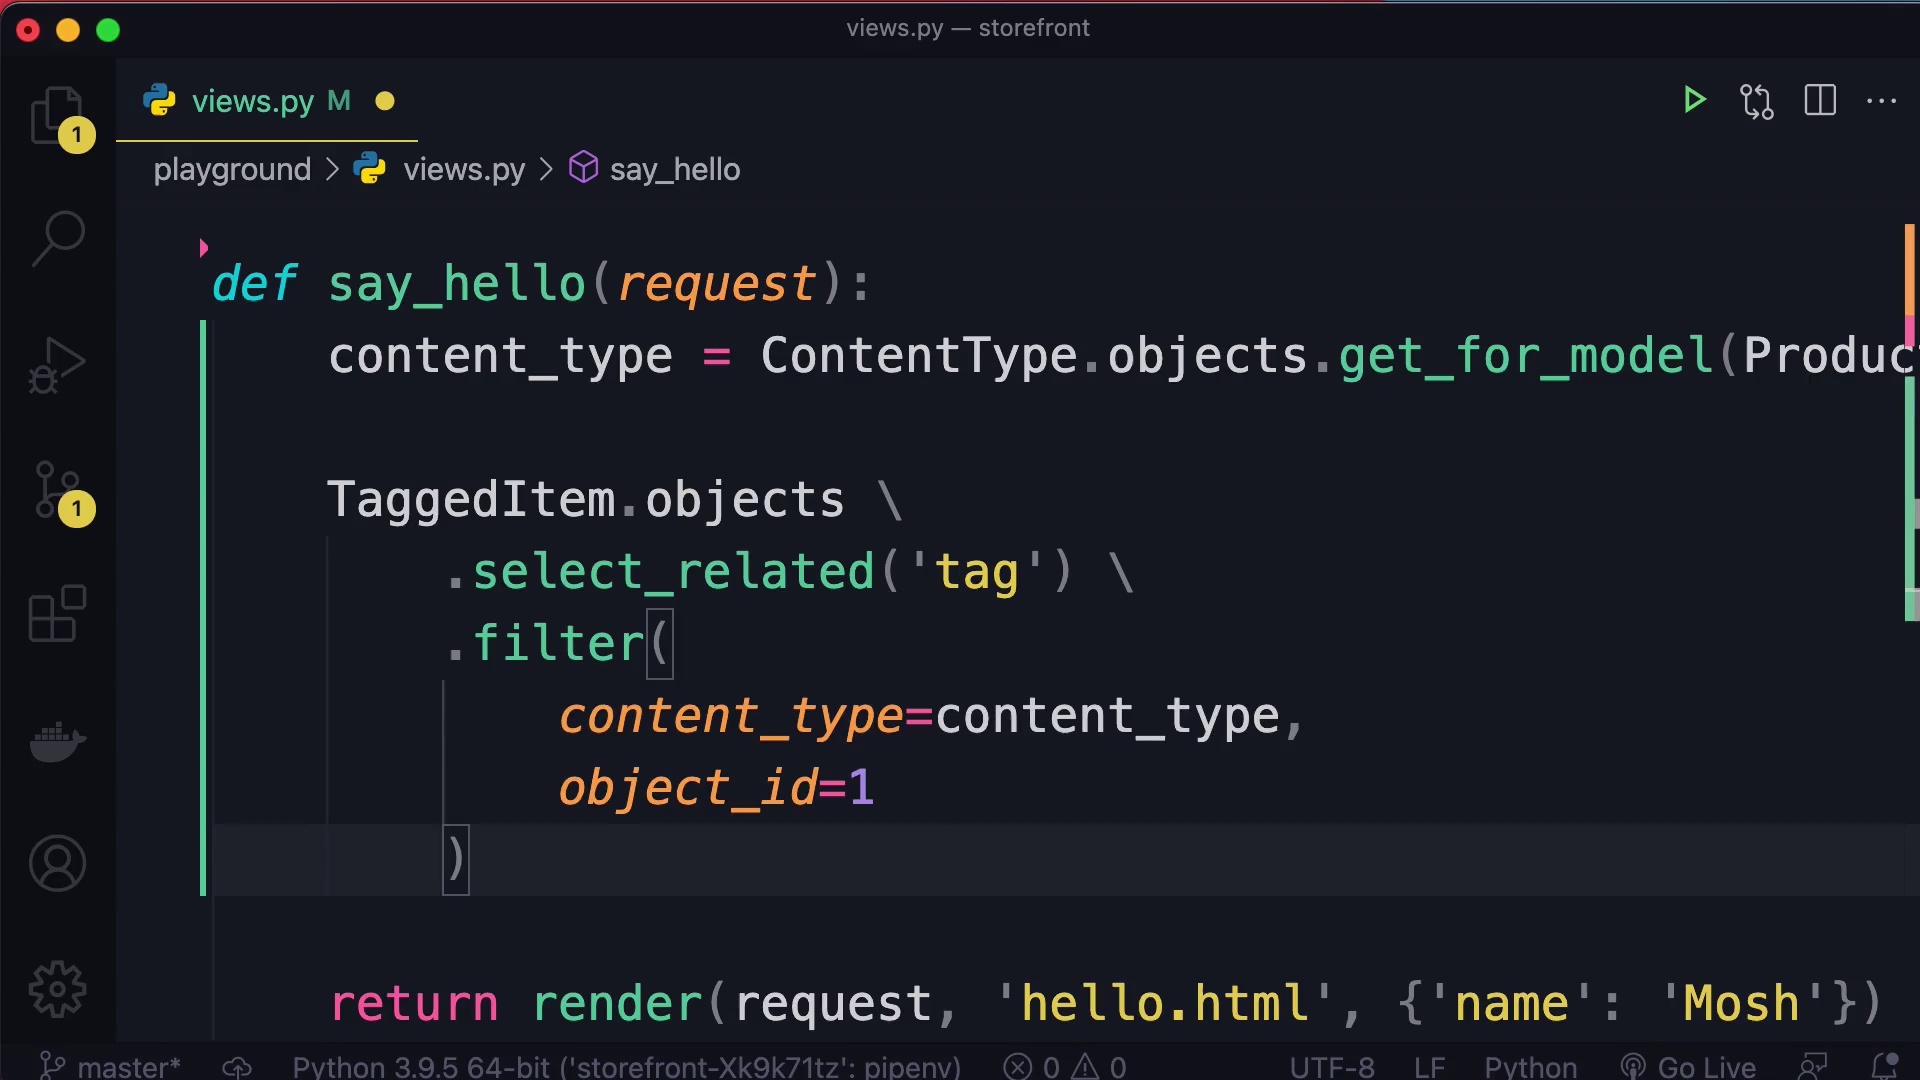 views.py — storefront
views.py M
1
playground > views.py > say_hello
def say_hello(request):
content_type = ContentType.objects.get_for_model(Produc
TaggedItem.objects \
1
.select_related('tag') \
.filter(
content_type=content_type,
object_id=1
)
return render(request, 'hello.html', {'name': 'Mosh'})
master* Python 3.9.5 64-bit ('storefront-Xk9k71tz': pipenv) 0 0 UTF-8 LF Python Go Live